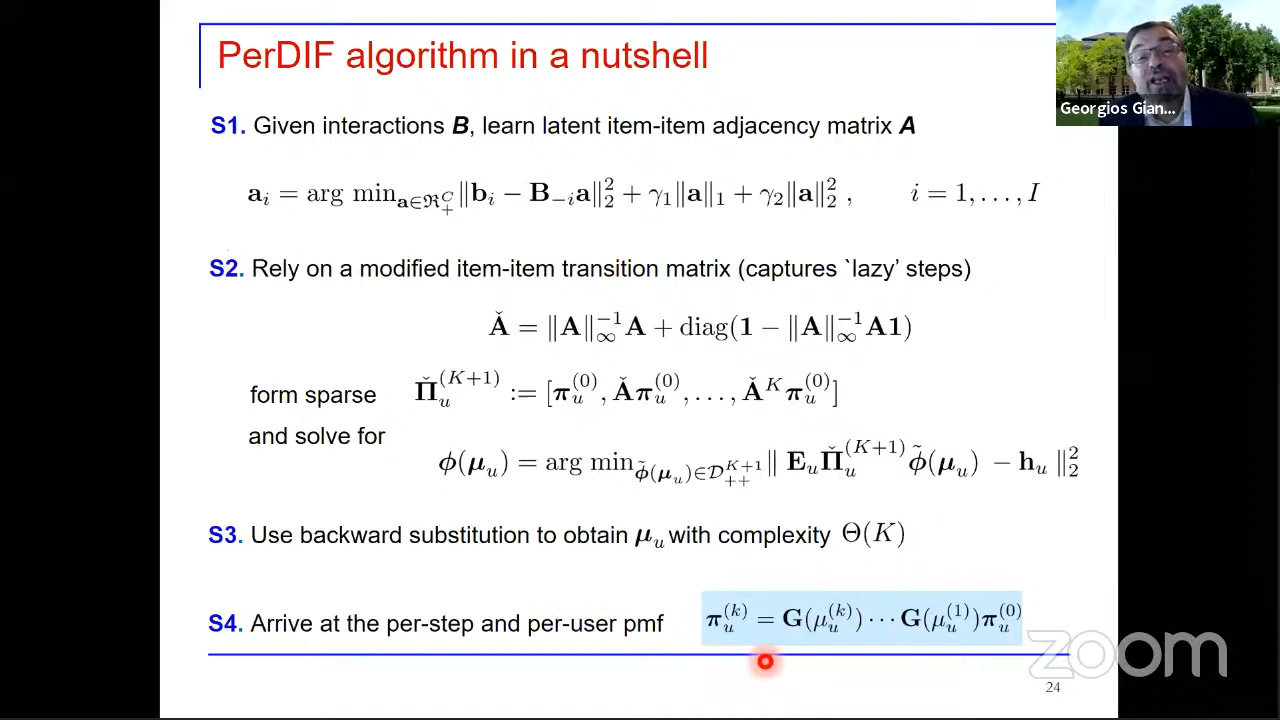 PerDIF algorithm in a nutshell
Georgios Gian...
S1. Given interactions B, learn latent item-item adjacency matrix A
a_i = arg min_{a∈ℜ_+^C} ‖b_i − B_{−i}a‖_2^2 + γ_1‖a‖_1 + γ_2‖a‖_2^2 , i = 1, . . . , I
S2. Rely on a modified item-item transition matrix (captures `lazy' steps)
Ǎ = ‖A‖_∞^{−1}A + diag(1 − ‖A‖_∞^{−1}A1)
form sparse Π̌_u^{(K+1)} := [π_u^{(0)}, Ǎπ_u^{(0)}, . . . , Ǎ^K π_u^{(0)}]
and solve for
ϕ(μ_u) = arg min_{ϕ̃(μ_u)∈𝒟_{++}^{K+1}} ‖ E_u Π̌_u^{(K+1)} ϕ̃(μ_u) − h_u ‖_2^2
S3. Use backward substitution to obtain μ_u with complexity Θ(K)
S4. Arrive at the per-step and per-user pmf π_u^{(k)} = G(μ_u^{(k)}) · · · G(μ_u^{(1)})π_u^{(0)}
zoom
24